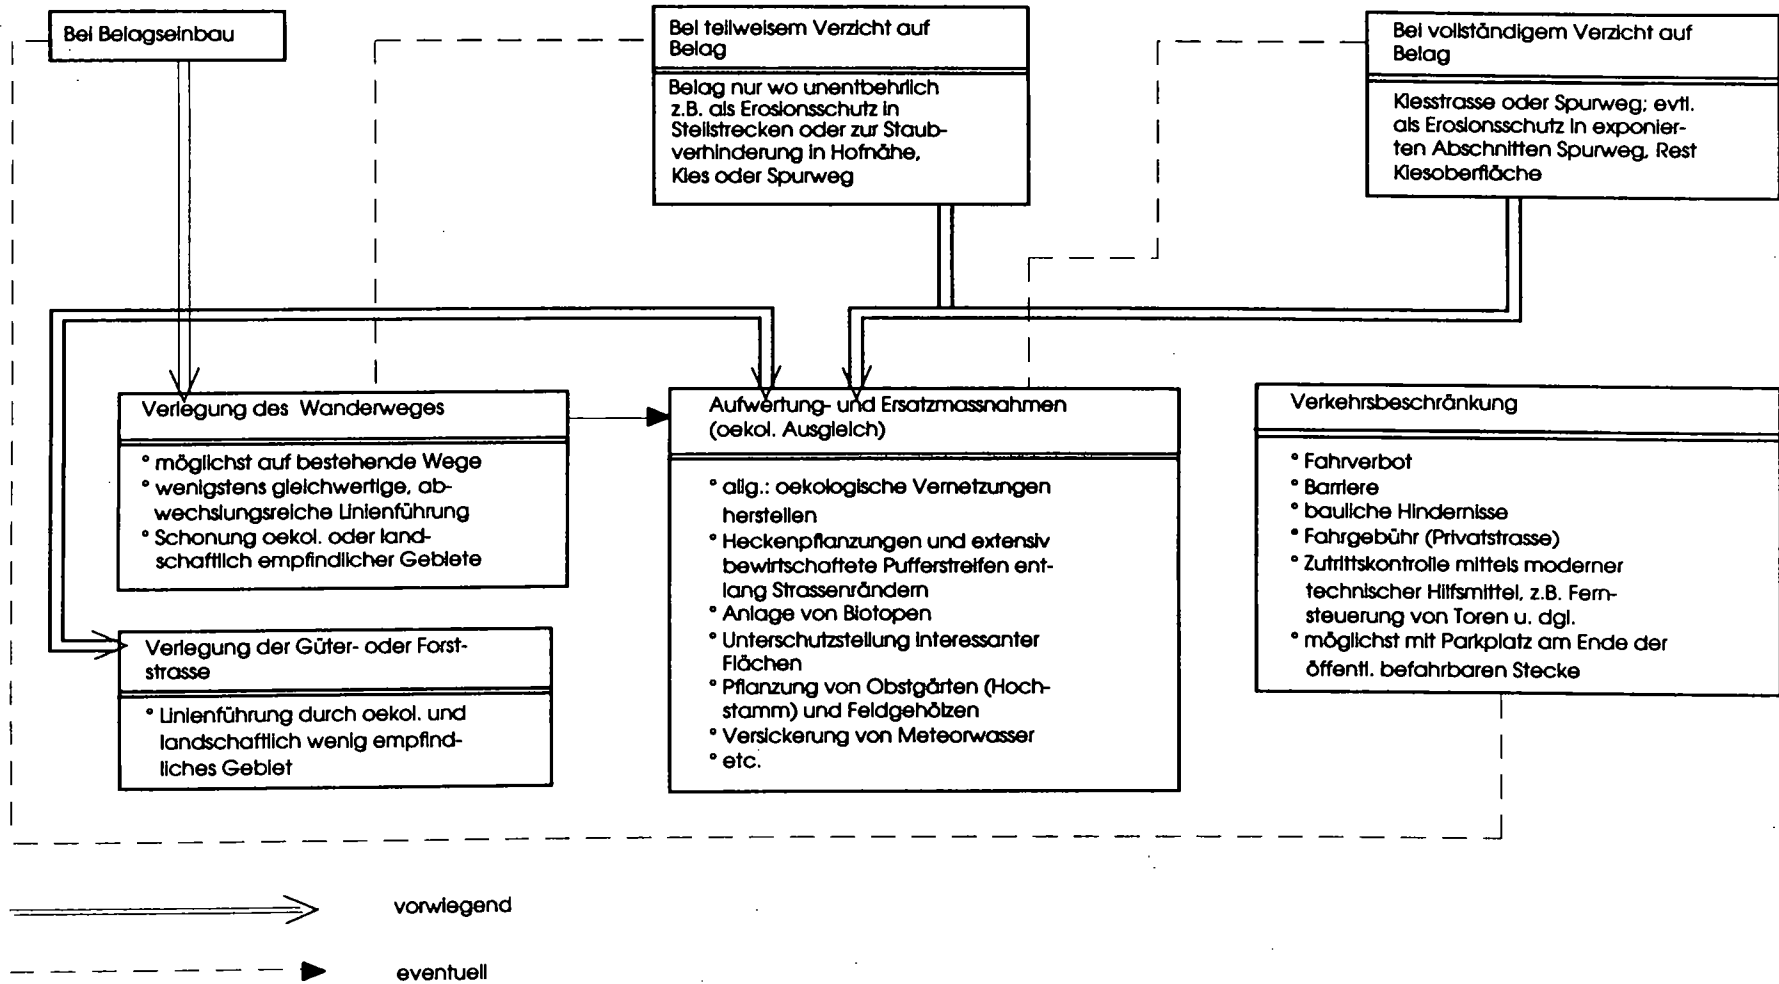 Bei Belagseinbau
Bei teilweisem Verzicht auf
Belag
Belag nur wo unentbehrlich
z.B. als Erosionsschutz in
Steilstrecken oder zur Staub-
verhinderung in Hofnähe,
Kies oder Spurweg
Bei vollständigem Verzicht auf
Belag
Kiesstrasse oder Spurweg; evtl.
als Erosionsschutz in exponier-
ten Abschnitten Spurweg, Rest
Kiesoberfläche
Verlegung des Wanderweges
° möglichst auf bestehende Wege
° wenigstens gleichwertige, ab-
wechslungsreiche Linienführung
° Schonung oekol. oder land-
schaftlich empfindlicher Gebiete
Verlegung der Güter- oder Forst-
strasse
° Linienführung durch oekol. und
landschaftlich wenig empfind-
liches Gebiet
Aufwertung- und Ersatzmassnahmen
(oekol. Ausgleich)
° allg.: oekologische Vernetzungen
herstellen
° Heckenpflanzungen und extensiv
bewirtschaftete Pufferstreifen ent-
lang Strassenrändern
° Anlage von Biotopen
° Unterschutzstellung interessanter
Flächen
° Pflanzung von Obstgärten (Hoch-
stamm) und Feldgehölzen
° Versickerung von Meteorwasser
° etc.
Verkehrsbeschränkung
° Fahrverbot
° Barriere
° bauliche Hindernisse
° Fahrgebühr (Privatstrasse)
° Zutrittskontrolle mittels moderner
technischer Hilfsmittel, z.B. Fern-
steuerung von Toren u. dgl.
° möglichst mit Parkplatz am Ende der
öffentl. befahrbaren Stecke
vorwiegend
eventuell